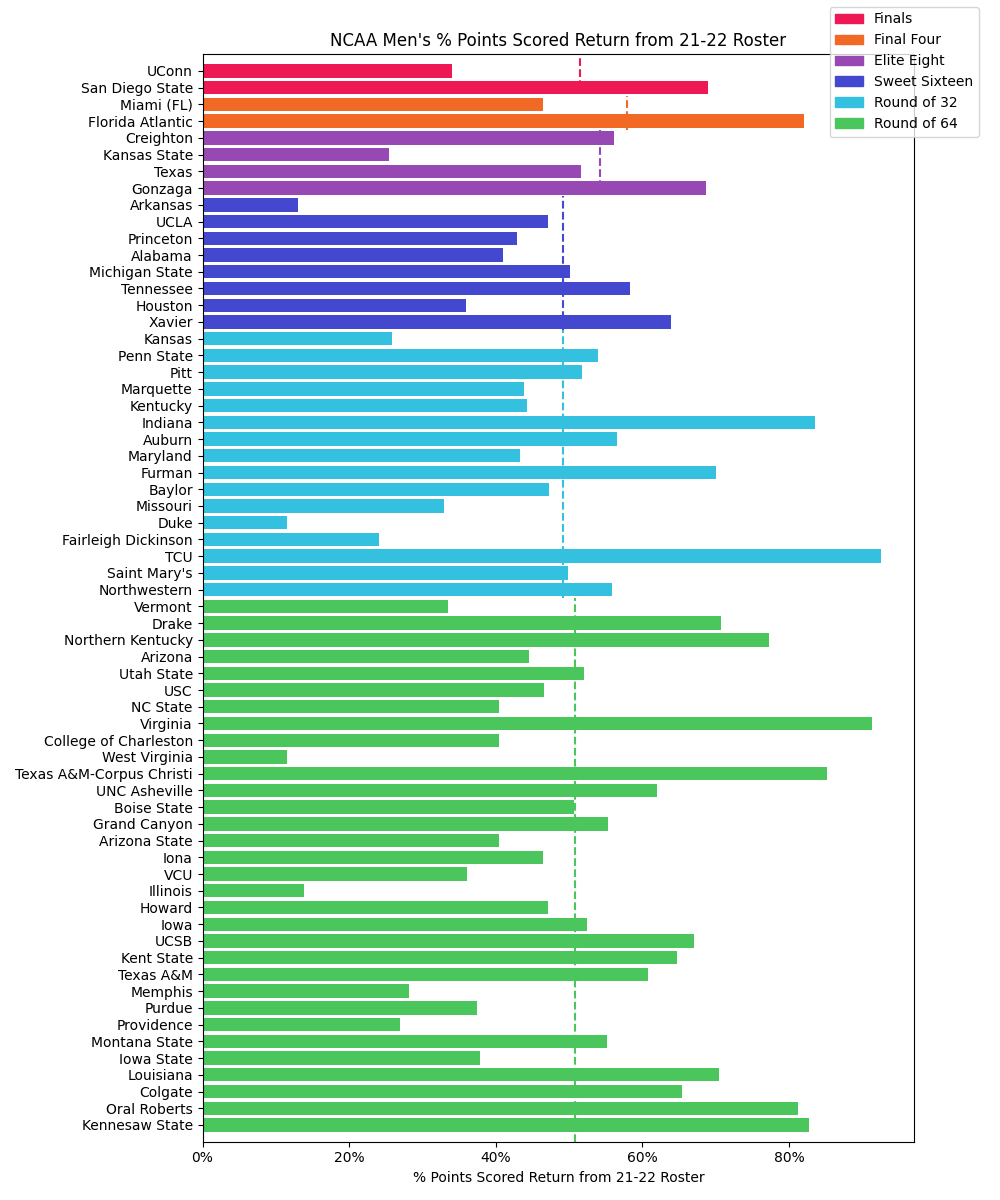 NCAA Men's % Points Scored Return from 21-22 Roster
Finals
Final Four
Elite Eight
Sweet Sixteen
Round of 32
Round of 64
UConn
San Diego State
Miami (FL)
Florida Atlantic
Creighton
Kansas State
Texas
Gonzaga
Arkansas
UCLA
Princeton
Alabama
Michigan State
Tennessee
Houston
Xavier
Kansas
Penn State
Pitt
Marquette
Kentucky
Indiana
Auburn
Maryland
Furman
Baylor
Missouri
Duke
Fairleigh Dickinson
TCU
Saint Mary's
Northwestern
Vermont
Drake
Northern Kentucky
Arizona
Utah State
USC
NC State
Virginia
College of Charleston
West Virginia
Texas A&M-Corpus Christi
UNC Asheville
Boise State
Grand Canyon
Arizona State
Iona
VCU
Illinois
Howard
Iowa
UCSB
Kent State
Texas A&M
Memphis
Purdue
Providence
Montana State
Iowa State
Louisiana
Colgate
Oral Roberts
Kennesaw State
0% 20% 40% 60% 80%
% Points Scored Return from 21-22 Roster